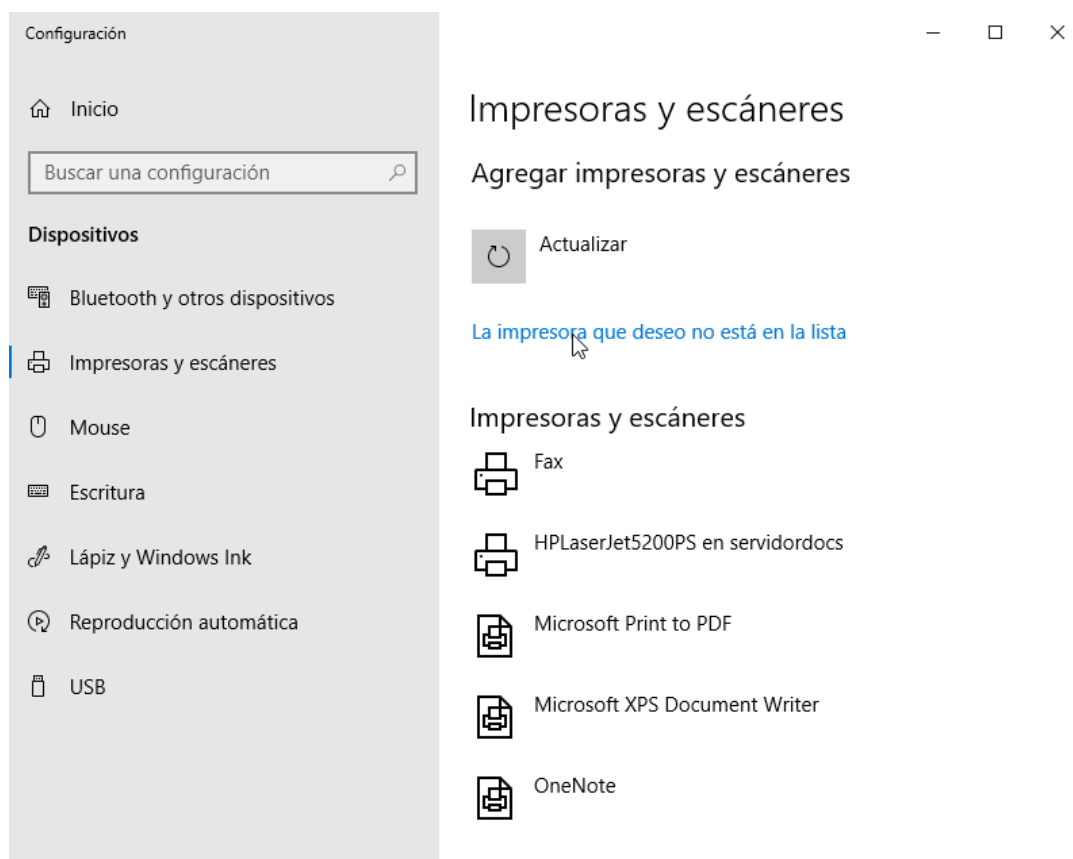 Configuración
Inicio
Buscar una configuración
Dispositivos
Bluetooth y otros dispositivos
Impresoras y escáneres
Mouse
Escritura
Lápiz y Windows Ink
Reproducción automática
USB
Impresoras y escáneres
Agregar impresoras y escáneres
Actualizar
La impresora que deseo no está en la lista
Impresoras y escáneres
Fax
HPLaserJet5200PS en servidordocs
Microsoft Print to PDF
Microsoft XPS Document Writer
OneNote